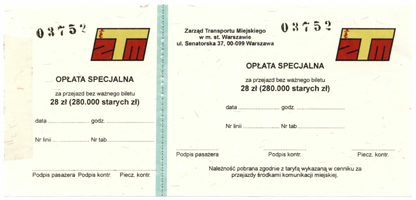 03752
ZTM
OPŁATA SPECJALNA
za przejazd bez ważnego biletu
28 zł (280.000 starych zł)
data godz.
Nr linii Nr tab.
Podpis pasażera Podpis kontr. Piecz. kontr.
Zarząd Transportu Miejskiego
w m. st. Warszawie
ul. Senatorska 37, 00-099 Warszawa
03752
ZTM
OPŁATA SPECJALNA
za przejazd bez ważnego biletu
28 zł (280.000 starych zł)
data godz.
Nr linii Nr tab.
Podpis pasażera Podpis kontr. Piecz. kontr.
Należność pobrana zgodnie z taryfą wykazaną w cenniku za
przejazdy środkami komunikacji miejskiej.